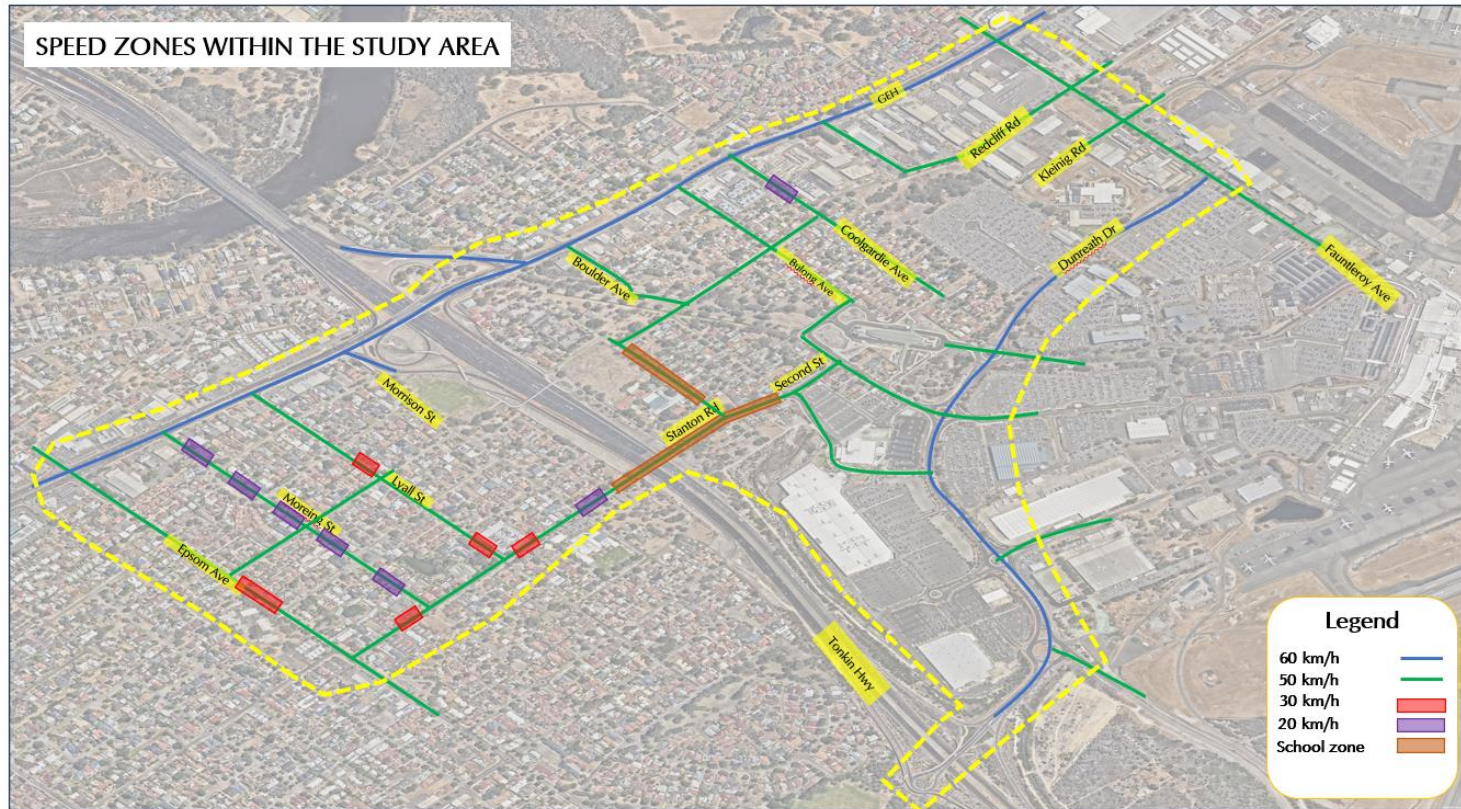 SPEED ZONES WITHIN THE STUDY AREA
GEH
Redcliff Rd
Kleinig Rd
Coolgardie Ave
Bulong Ave
Boulder Ave
Dunreath Dr
Fauntleroy Ave
Second St
Stanton Rd
Morrison St
Lyall St
Moreing St
Epsom Ave
Tonkin Hwy
Legend
60 km/h
50 km/h
30 km/h
20 km/h
School zone